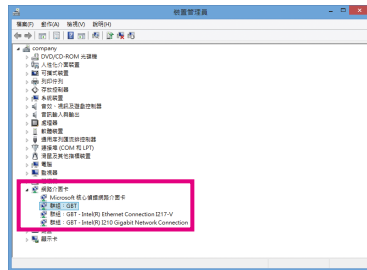 裝置管理員
檔案(F) 動作(A) 檢視(V) 說明(H)
company
DVD/CD-ROM 光碟機
人性化介面裝置
可攜式裝置
列印佇列
存放控制器
系統裝置
音效、視訊及遊戲控制器
音訊輸入與輸出
處理器
軟體裝置
通用序列匯流排控制器
連接埠 (COM 和 LPT)
滑鼠及其他指標裝置
電腦
監視器
網路介面卡
Microsoft 核心偵錯網路介面卡
群組：GBT
群組：GBT - Intel(R) Ethernet Connection I217-V
群組：GBT - Intel(R) I210 Gigabit Network Connection
顯示卡